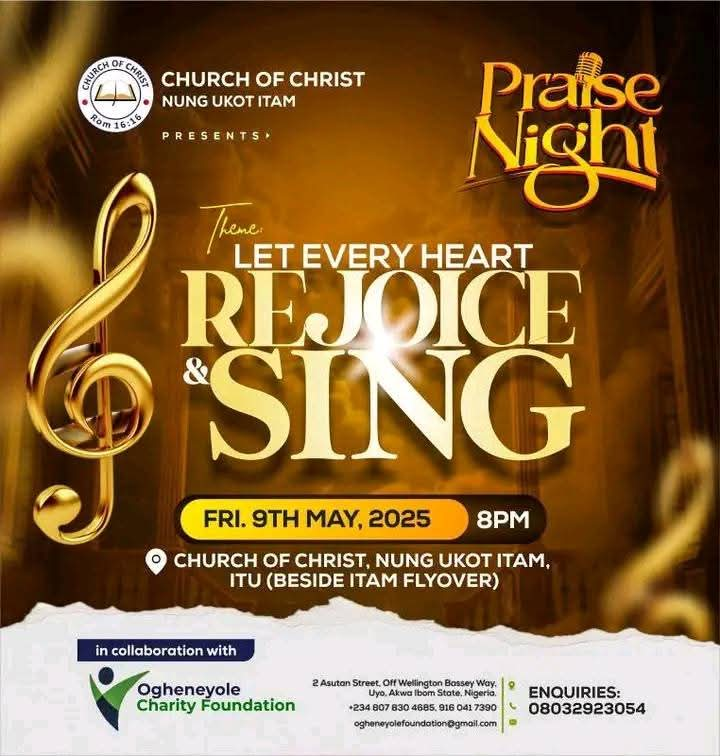 CHURCH OF CHRIST
Rom 16:16
CHURCH OF CHRIST
NUNG UKOT ITAM
PRESENTS
Praise
Night
Theme:
LET EVERY HEART
REJOICE
& SING
FRI. 9TH MAY, 2025 8PM
CHURCH OF CHRIST, NUNG UKOT ITAM,
ITU (BESIDE ITAM FLYOVER)
in collaboration with
Ogheneyole
Charity Foundation
2 Asutan Street, Off Wellington Bassey Way,
Uyo, Akwa Ibom State, Nigeria.
+234 807 830 4685, 916 041 7390
ogheneyolefoundation@gmail.com
ENQUIRIES:
08032923054